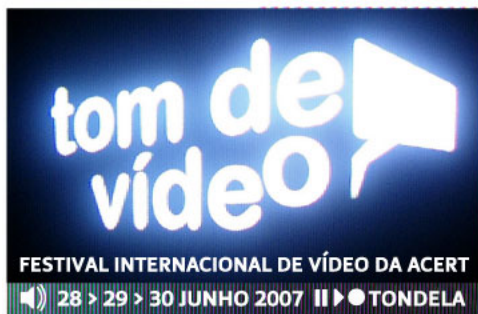 tom de
vídeo
FESTIVAL INTERNACIONAL DE VÍDEO DA ACERT
28 > 29 > 30 JUNHO 2007 TONDELA